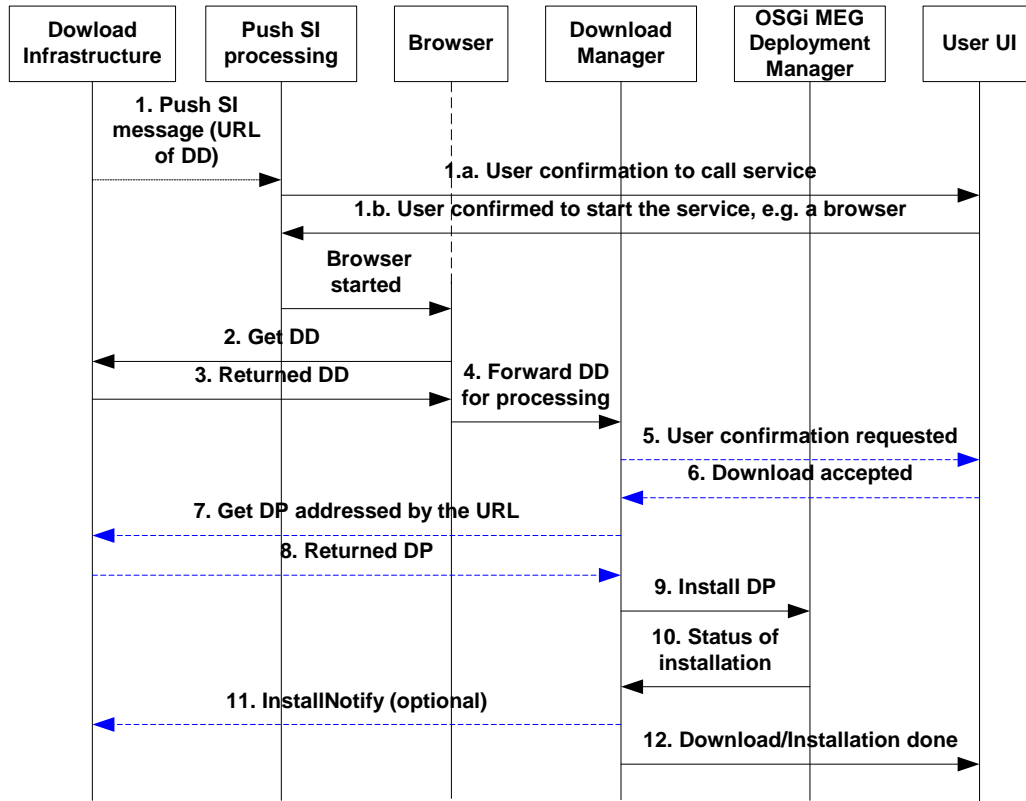 Dowload
Infrastructure
Push SI
processing
Browser
Download
Manager
OSGi MEG
Deployment
Manager
User UI
1. Push SI
message (URL
of DD)
1.a. User confirmation to call service
1.b. User confirmed to start the service, e.g. a browser
Browser
started
2. Get DD
3. Returned DD
4. Forward DD
for processing
5. User confirmation requested
6. Download accepted
7. Get DP addressed by the URL
8. Returned DP
9. Install DP
10. Status of
installation
11. InstallNotify (optional)
12. Download/Installation done